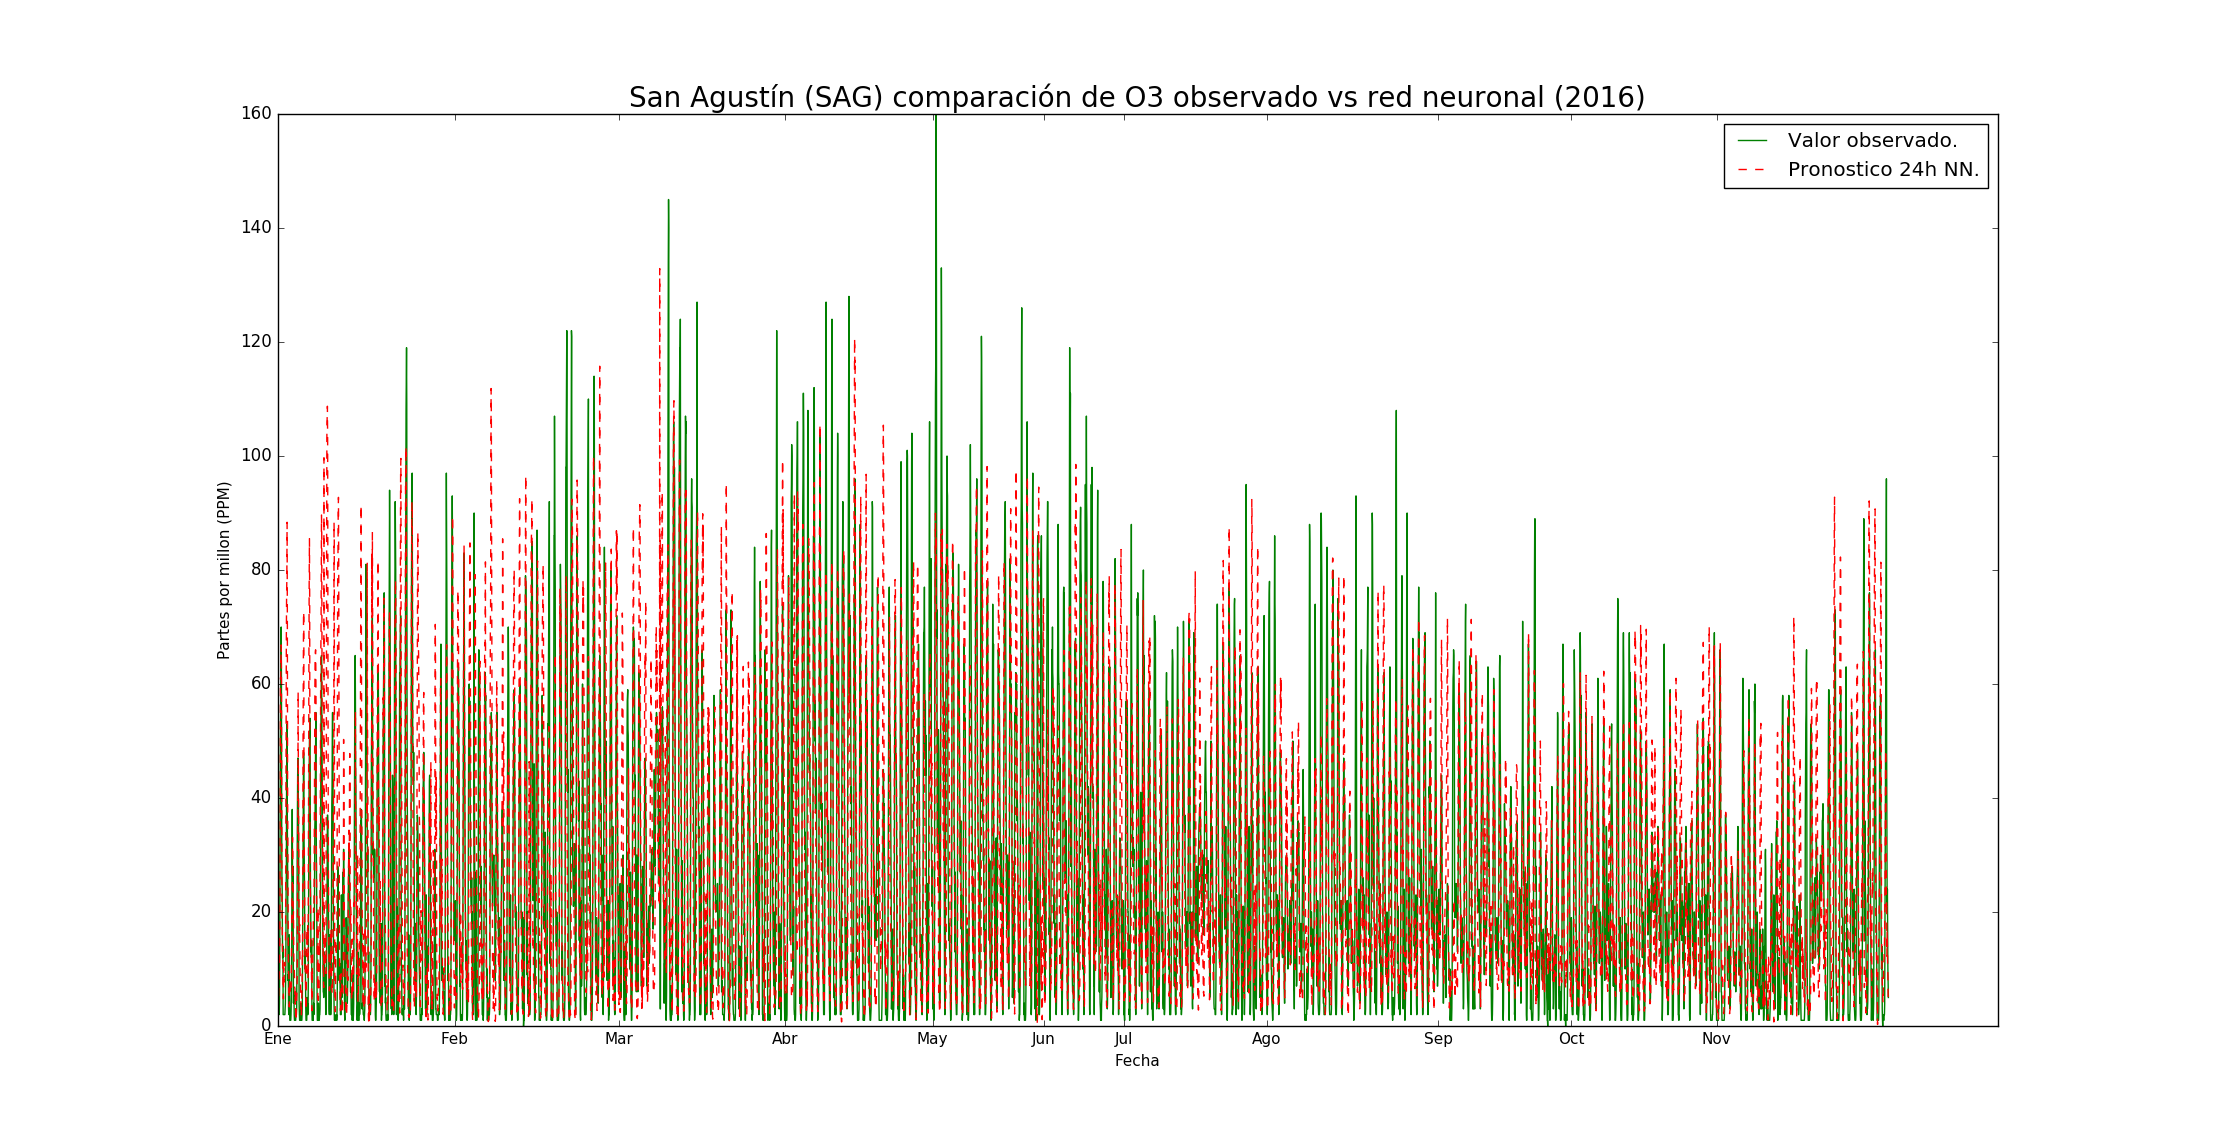 San Agustín (SAG) comparación de O3 observado vs red neuronal (2016)
160
140
120
100
80
60
40
20
0
Partes por millon (PPM)
Valor observado.
Pronostico 24h NN.
Ene Feb Mar Abr May Jun Jul Ago Sep Oct Nov
Fecha